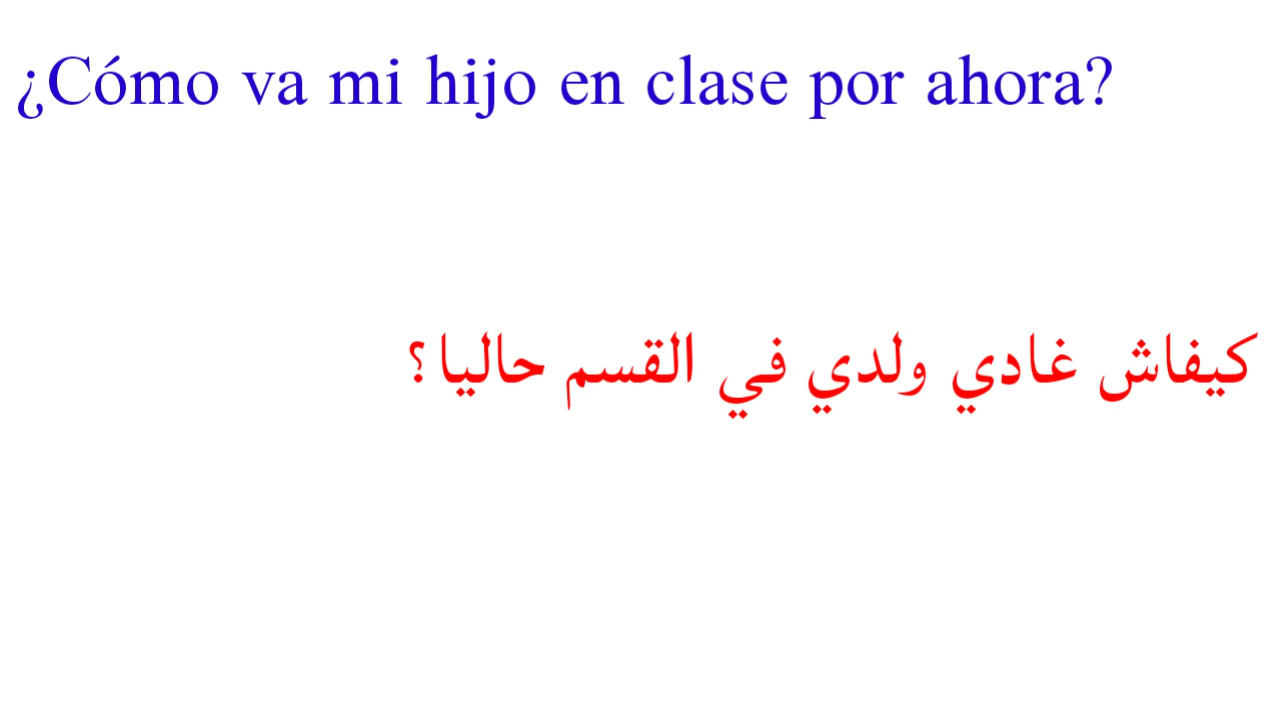 ¿Cómo va mi hijo en clase por ahora?
كيفاش غادي ولدي في القسم حاليا؟